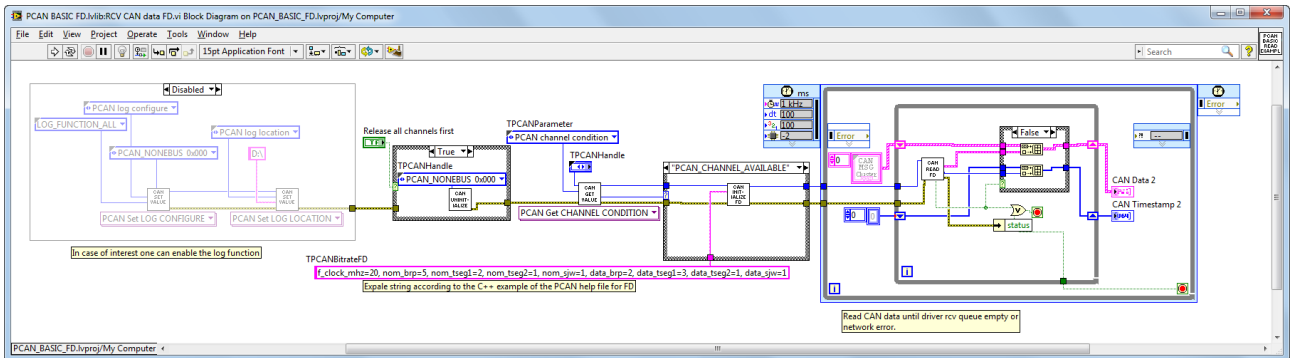 PCAN BASIC FD.lvlib:RCV CAN data FD.vi Block Diagram on PCAN_BASIC_FD.lvproj/My Computer
File Edit View Project Operate Tools Window Help
15pt Application Font
Search
PCAN
BASIC
READ
EXAMPL
Disabled
PCAN log configure
LOG_FUNCTION_ALL
PCAN log location
PCAN_NONEBUS 0x000
D:\
CAN
SET
VALUE
CAN
SET
VALUE
PCAN Set LOG CONFIGURE
PCAN Set LOG LOCATION
In case of interest one can enable the log function
Release all channels first
TF
True
TPCANHandle
PCAN_NONEBUS 0x000
CAN
UNINIT-
IALIZE
TPCANParameter
PCAN channel condition
TPCANHandle
CAN
GET
VALUE
PCAN Get CHANNEL CONDITION
"PCAN_CHANNEL_AVAILABLE"
CAN
INIT-
IALIZE
FD
TPCANBitrateFD
f_clock_mhz=20, nom_brp=5, nom_tseg1=2, nom_tseg2=1, nom_sjw=1, data_brp=2, data_tseg1=3, data_tseg2=1, data_sjw=1
Expale string according to the C++ example of the PCAN help file for FD
ms
1 kHz
dt 100
100
-2
Error
0
CAN
MSG
Cluster
0
0
CAN
READ
FD
False
status
i
i
Error
CAN Data 2
CAN Timestamp 2
Read CAN data until driver rcv queue empty or
network error.
PCAN_BASIC_FD.lvproj/My Computer